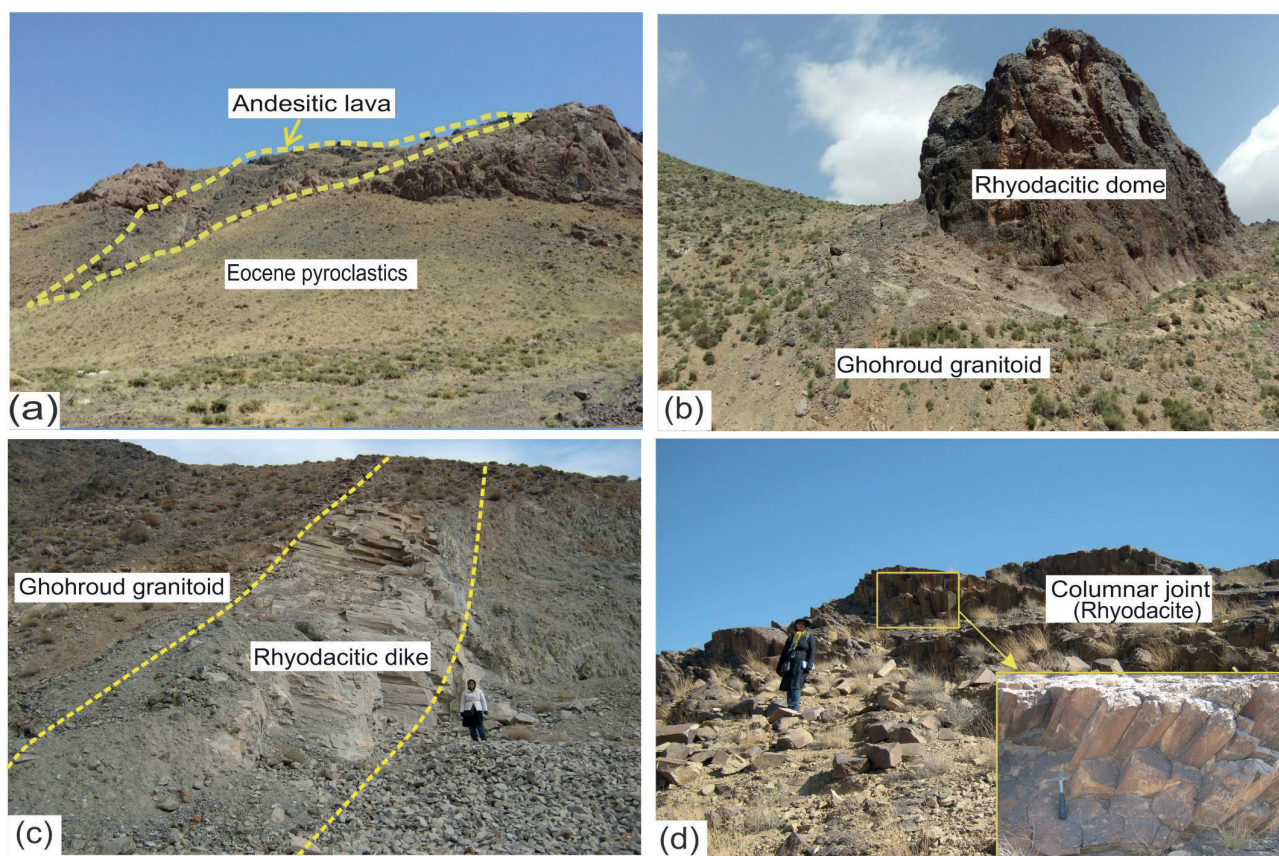 Andesitic lava
Eocene pyroclastics
(a)
Rhyodacitic dome
Ghohroud granitoid
(b)
Ghohroud granitoid
Rhyodacitic dike
(c)
Columnar joint
(Rhyodacite)
(d)